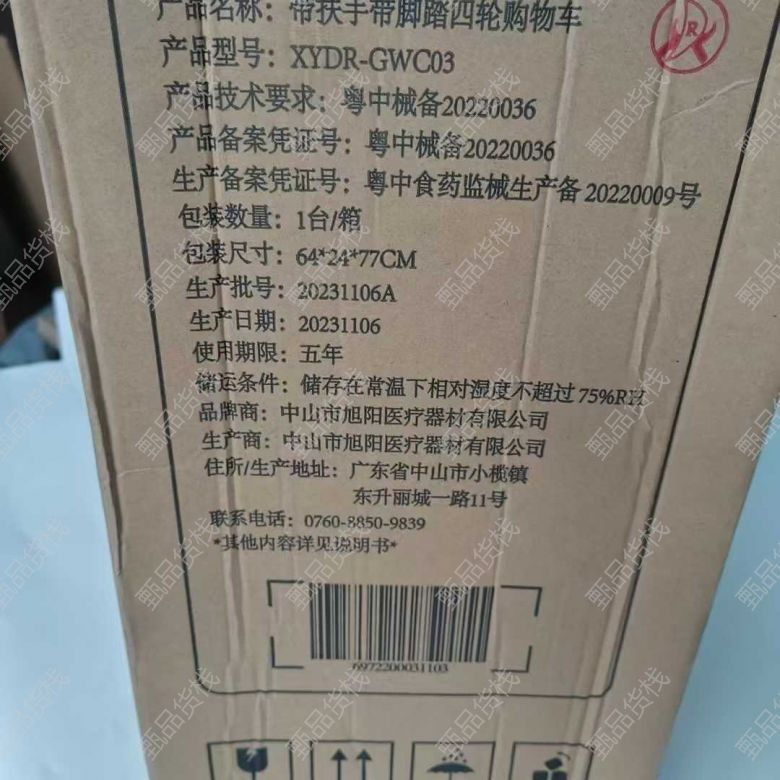 产品名称：带扶手带脚踏四轮购物车
R
产品型号：XYDR-GWC03
产品技术要求：粤中械备20220036
产品备案凭证号：粤中械备20220036
生产备案凭证号：粤中食药监械生产备20220009号
包装数量：1台/箱
包装尺寸：64*24*77CM
生产批号：20231106A
生产日期：20231106
使用期限：五年
储运条件：储存在常温下相对湿度不超过75%RH
品牌商：中山市旭阳医疗器材有限公司
生产商：中山市旭阳医疗器材有限公司
住所/生产地址：广东省中山市小榄镇
东升丽城一路11号
联系电话：0760-8850-9839
*其他内容详见说明书*
6972200031103
甄品货栈